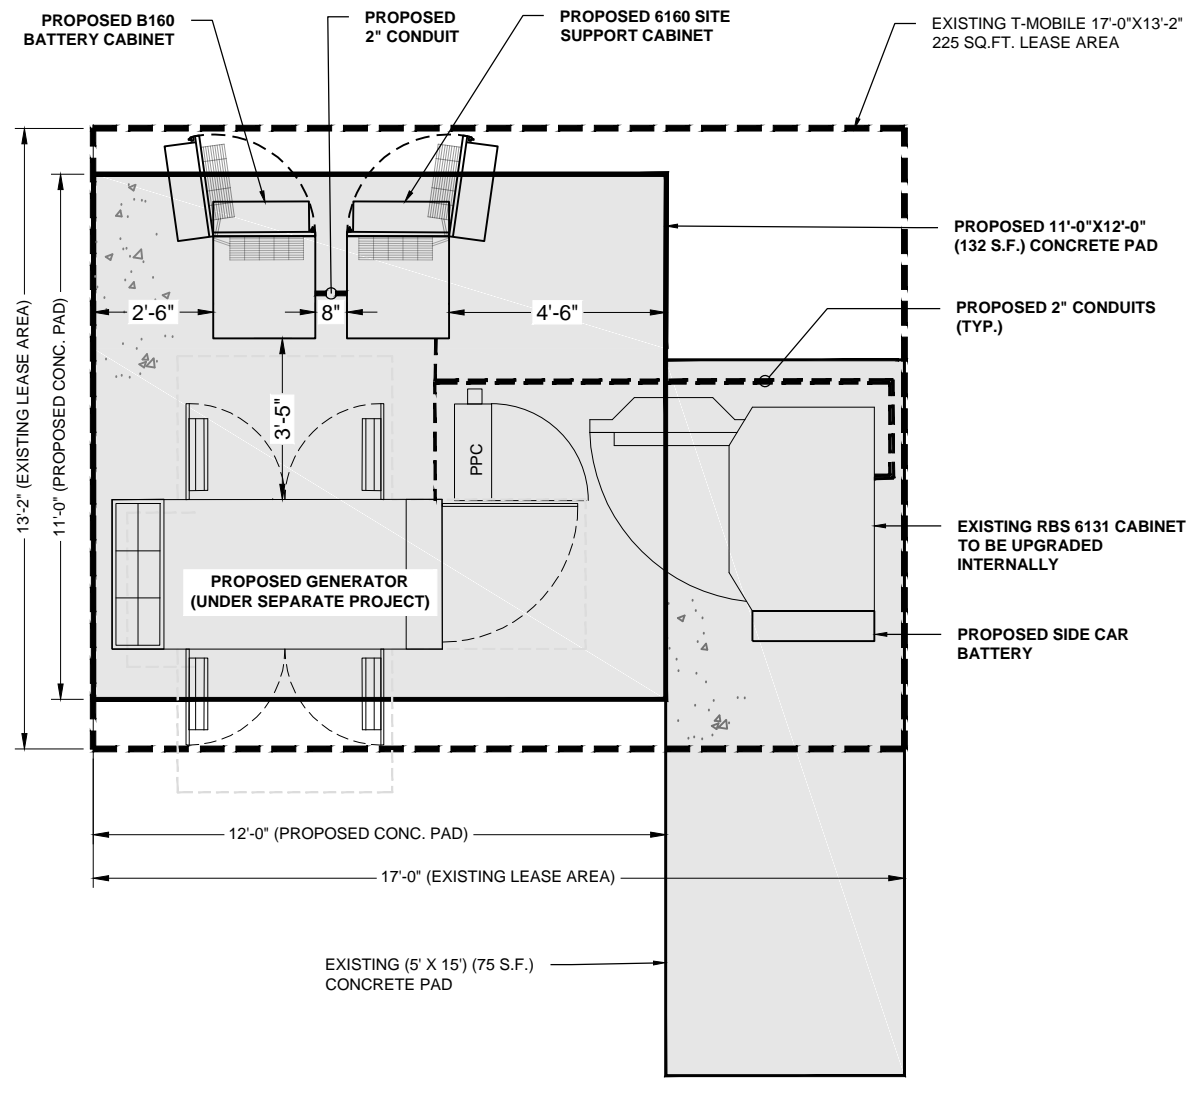 PROPOSED B160
BATTERY CABINET
PROPOSED
2" CONDUIT
PROPOSED 6160 SITE
SUPPORT CABINET
EXISTING T-MOBILE 17'-0"X13'-2"
225 SQ.FT. LEASE AREA
PROPOSED 11'-0"X12'-0"
(132 S.F.) CONCRETE PAD
PROPOSED 2" CONDUITS
(TYP.)
2'-6"
8"
4'-6"
3'-5"
13'-2" (EXISTING LEASE AREA)
11'-0" (PROPOSED CONC. PAD)
PPC
EXISTING RBS 6131 CABINET
TO BE UPGRADED
INTERNALLY
PROPOSED GENERATOR
(UNDER SEPARATE PROJECT)
PROPOSED SIDE CAR
BATTERY
12'-0" (PROPOSED CONC. PAD)
17'-0" (EXISTING LEASE AREA)
EXISTING (5' X 15') (75 S.F.)
CONCRETE PAD